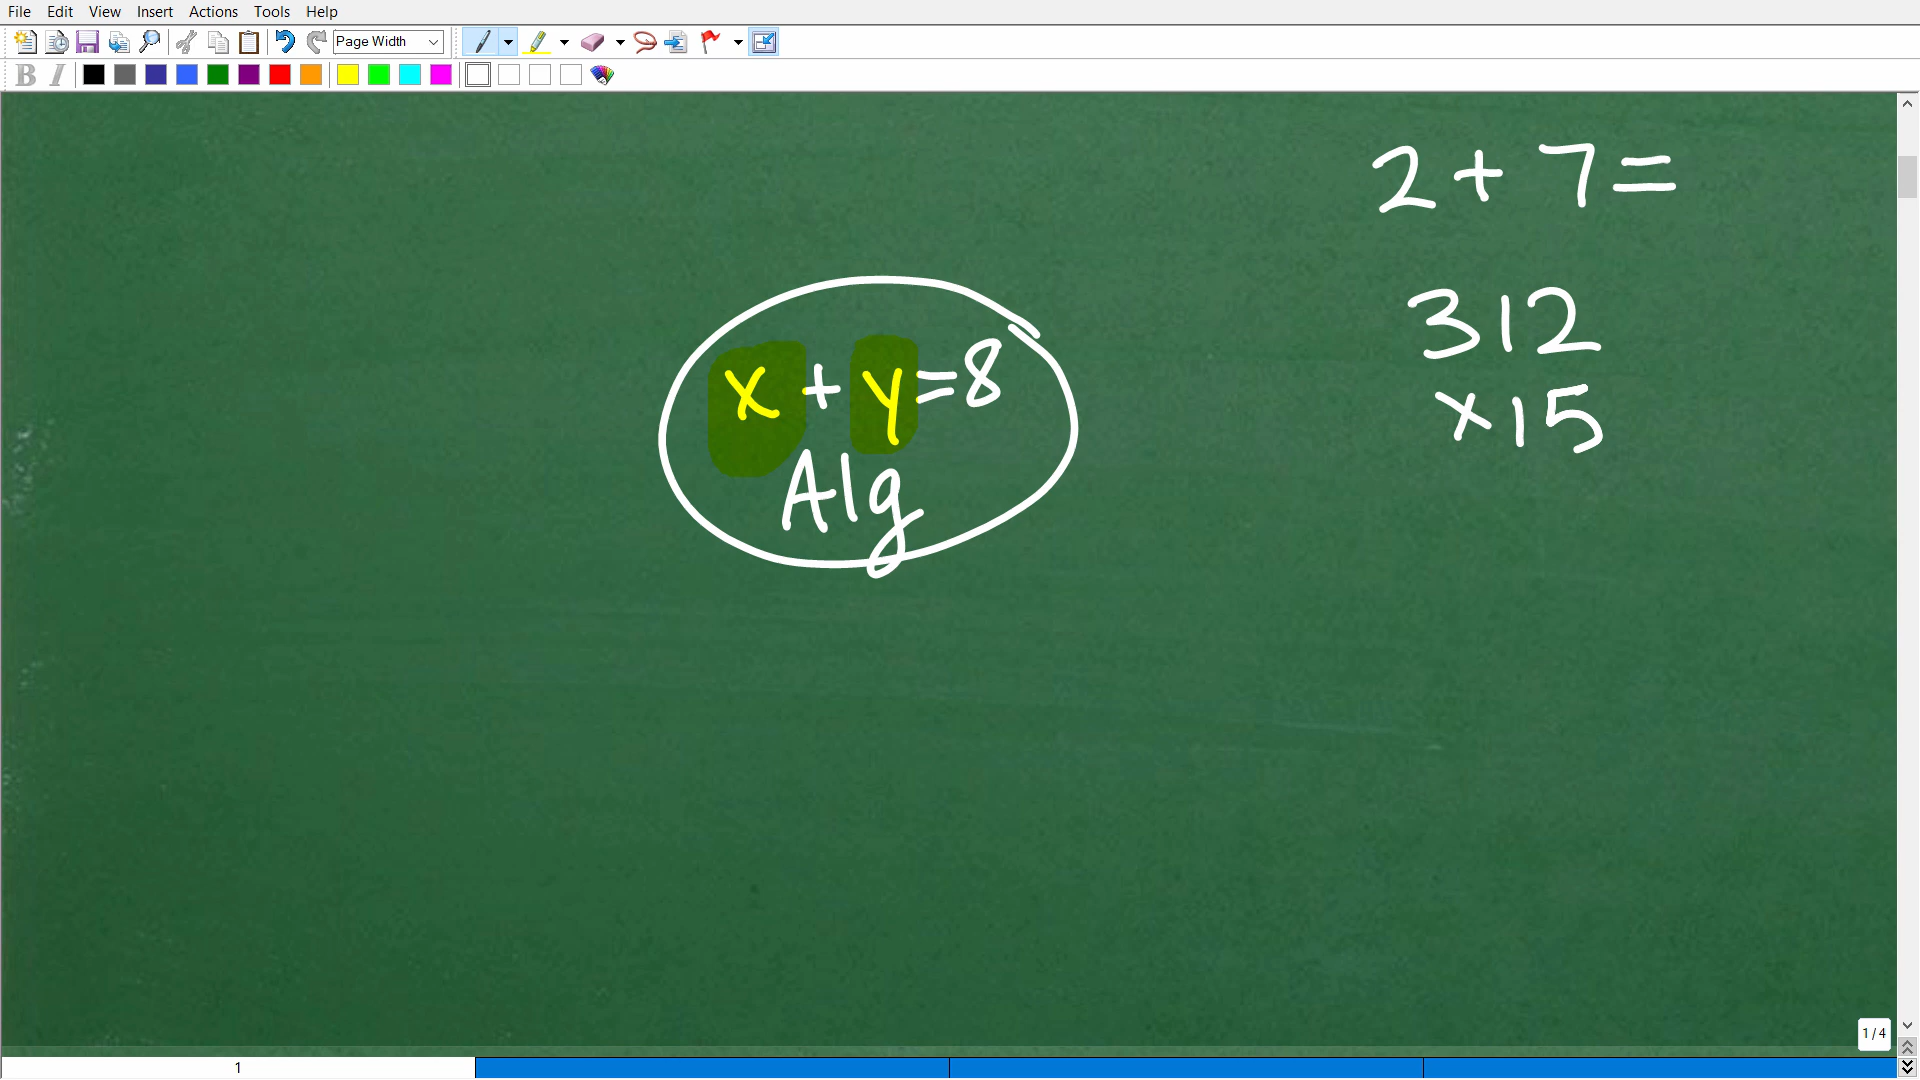 File Edit View Insert Actions Tools Help
Page Width
B I
2 + 7 =
312
x 15
x + y = 8
Alg
1 / 4
1